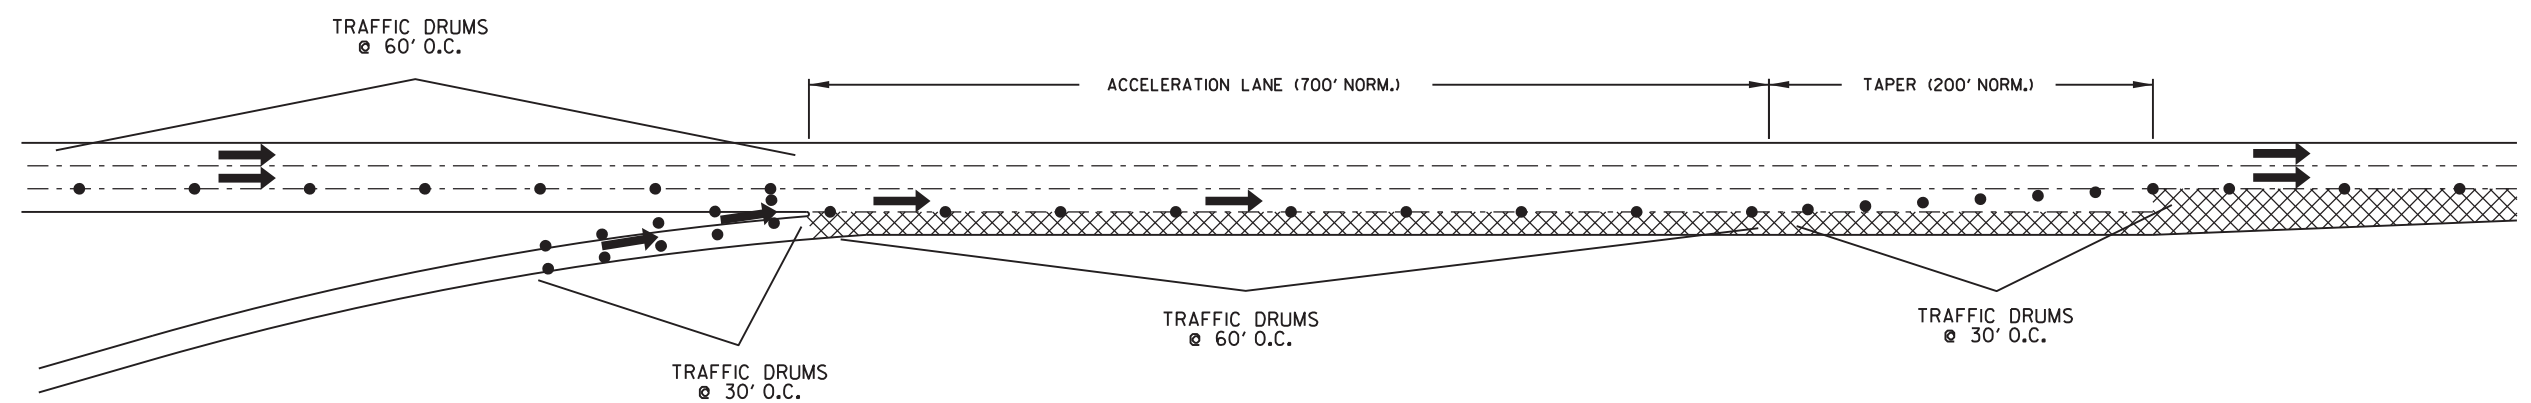 TRAFFIC DRUMS
@ 60' O.C.
ACCELERATION LANE (700' NORM.)
TAPER (200' NORM.)
TRAFFIC DRUMS
@ 60' O.C.
TRAFFIC DRUMS
@ 30' O.C.
TRAFFIC DRUMS
@ 30' O.C.